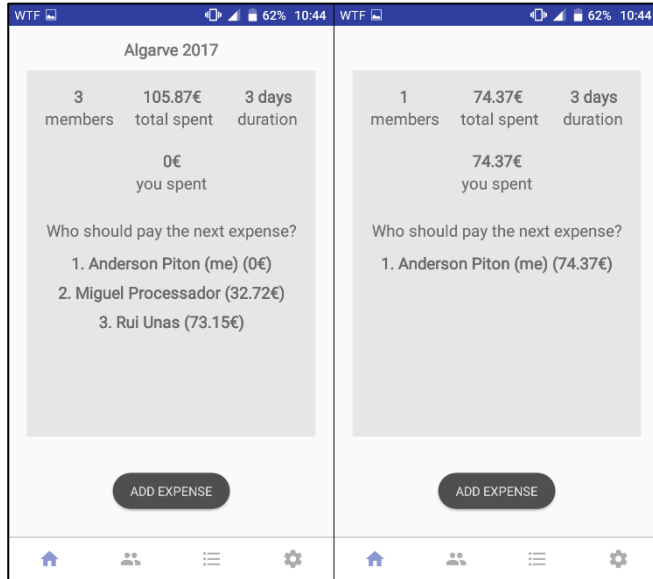 WTF 62% 10:44
Algarve 2017
3 105.87€ 3 days
members total spent duration
0€
you spent
Who should pay the next expense?
1. Anderson Piton (me) (0€)
2. Miguel Processador (32.72€)
3. Rui Unas (73.15€)
ADD EXPENSE
WTF 62% 10:44
1 74.37€ 3 days
members total spent duration
74.37€
you spent
Who should pay the next expense?
1. Anderson Piton (me) (74.37€)
ADD EXPENSE